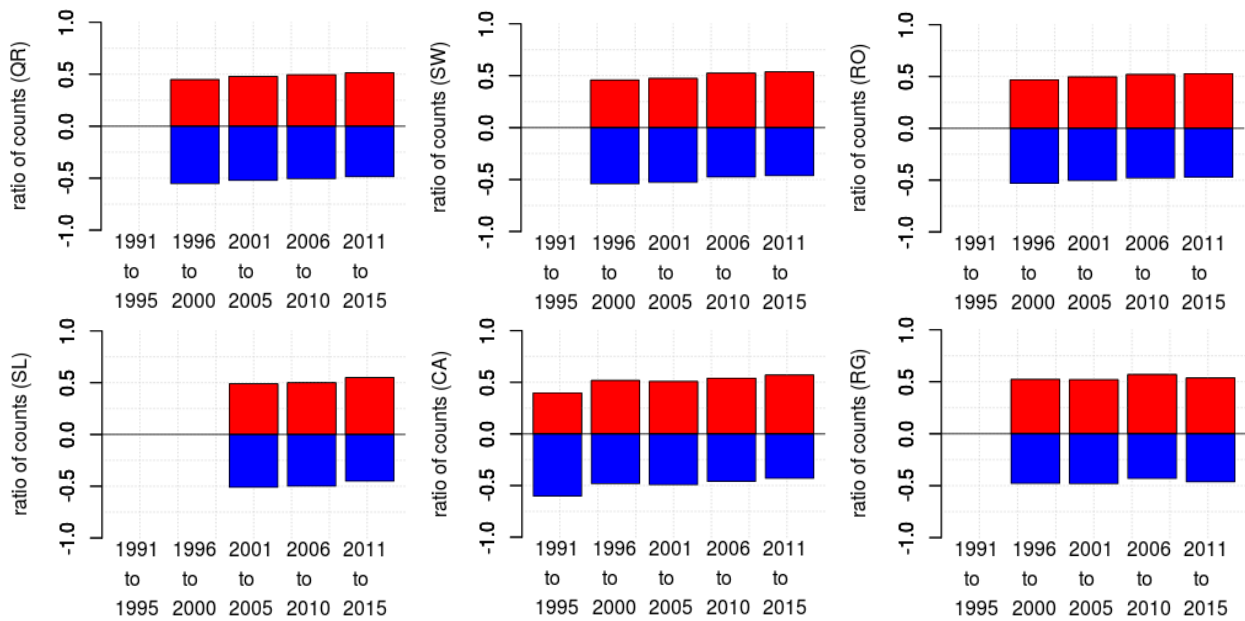 ratio of counts (QR)
1.0
0.5
0.0
-0.5
-1.0
1991 1996 2001 2006 2011
to to to to to
1995 2000 2005 2010 2015
ratio of counts (SW)
1.0
0.5
0.0
-0.5
-1.0
1991 1996 2001 2006 2011
to to to to to
1995 2000 2005 2010 2015
ratio of counts (RO)
1.0
0.5
0.0
-0.5
-1.0
1991 1996 2001 2006 2011
to to to to to
1995 2000 2005 2010 2015
ratio of counts (SL)
1.0
0.5
0.0
-0.5
-1.0
1991 1996 2001 2006 2011
to to to to to
1995 2000 2005 2010 2015
ratio of counts (CA)
1.0
0.5
0.0
-0.5
-1.0
1991 1996 2001 2006 2011
to to to to to
1995 2000 2005 2010 2015
ratio of counts (RG)
1.0
0.5
0.0
-0.5
-1.0
1991 1996 2001 2006 2011
to to to to to
1995 2000 2005 2010 2015